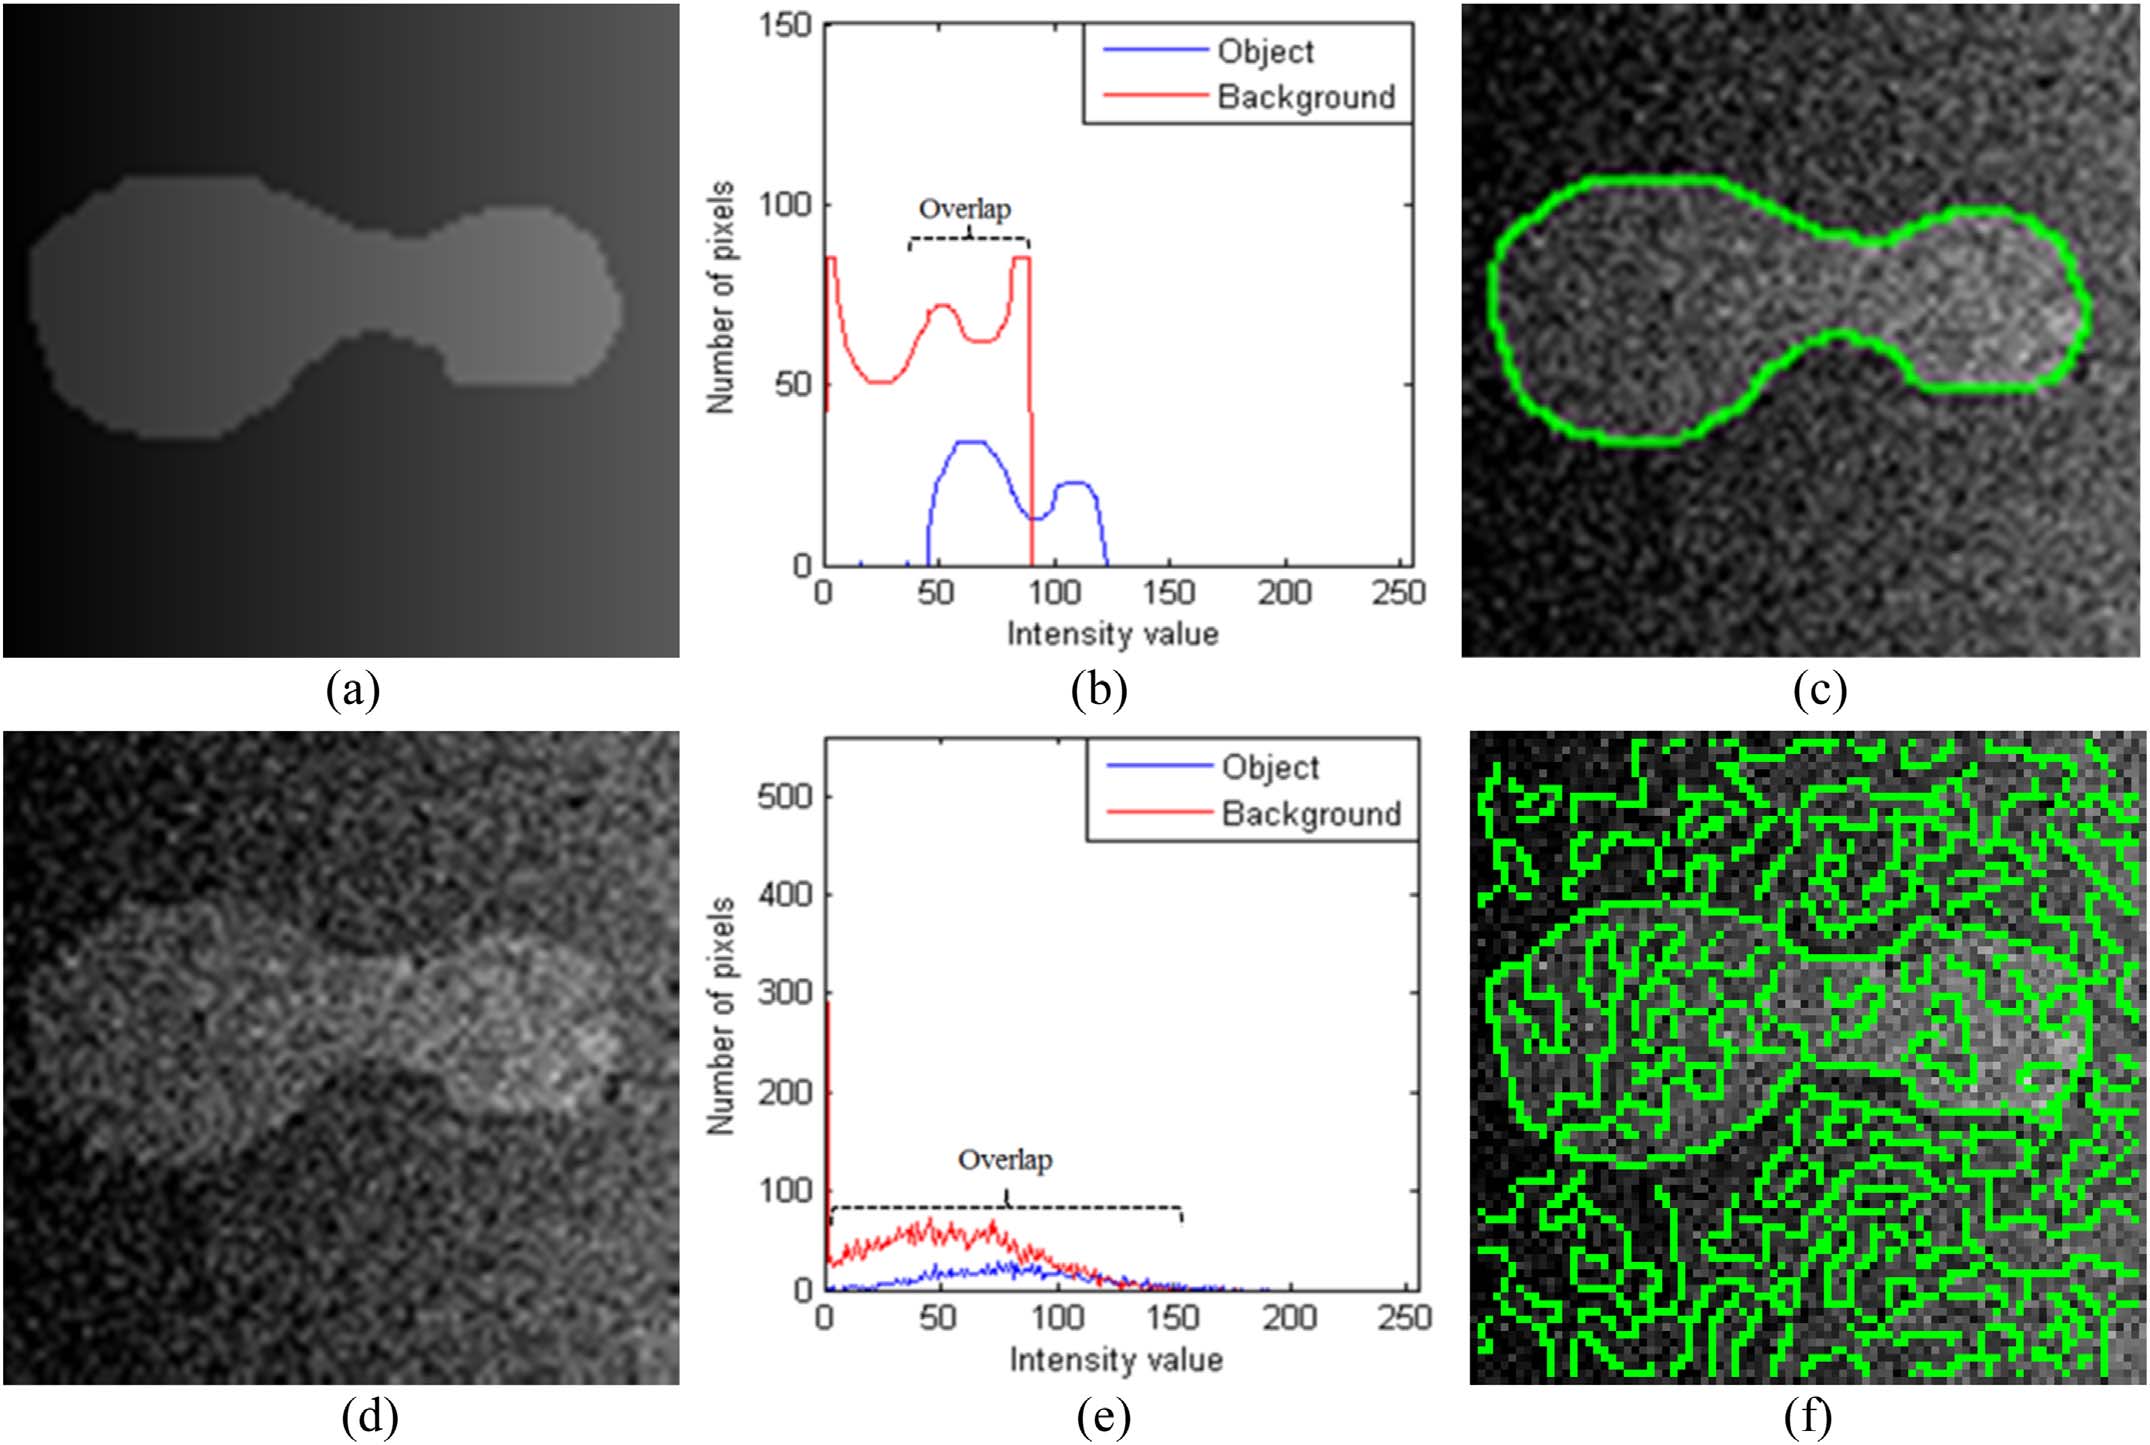 150
100
50
0
0 50 100 150 200 250
Number of pixels
Intensity value
Object
Background
Overlap
(a) (b) (c)
500
400
300
200
100
0
0 50 100 150 200 250
Number of pixels
Intensity value
Object
Background
Overlap
(d) (e) (f)